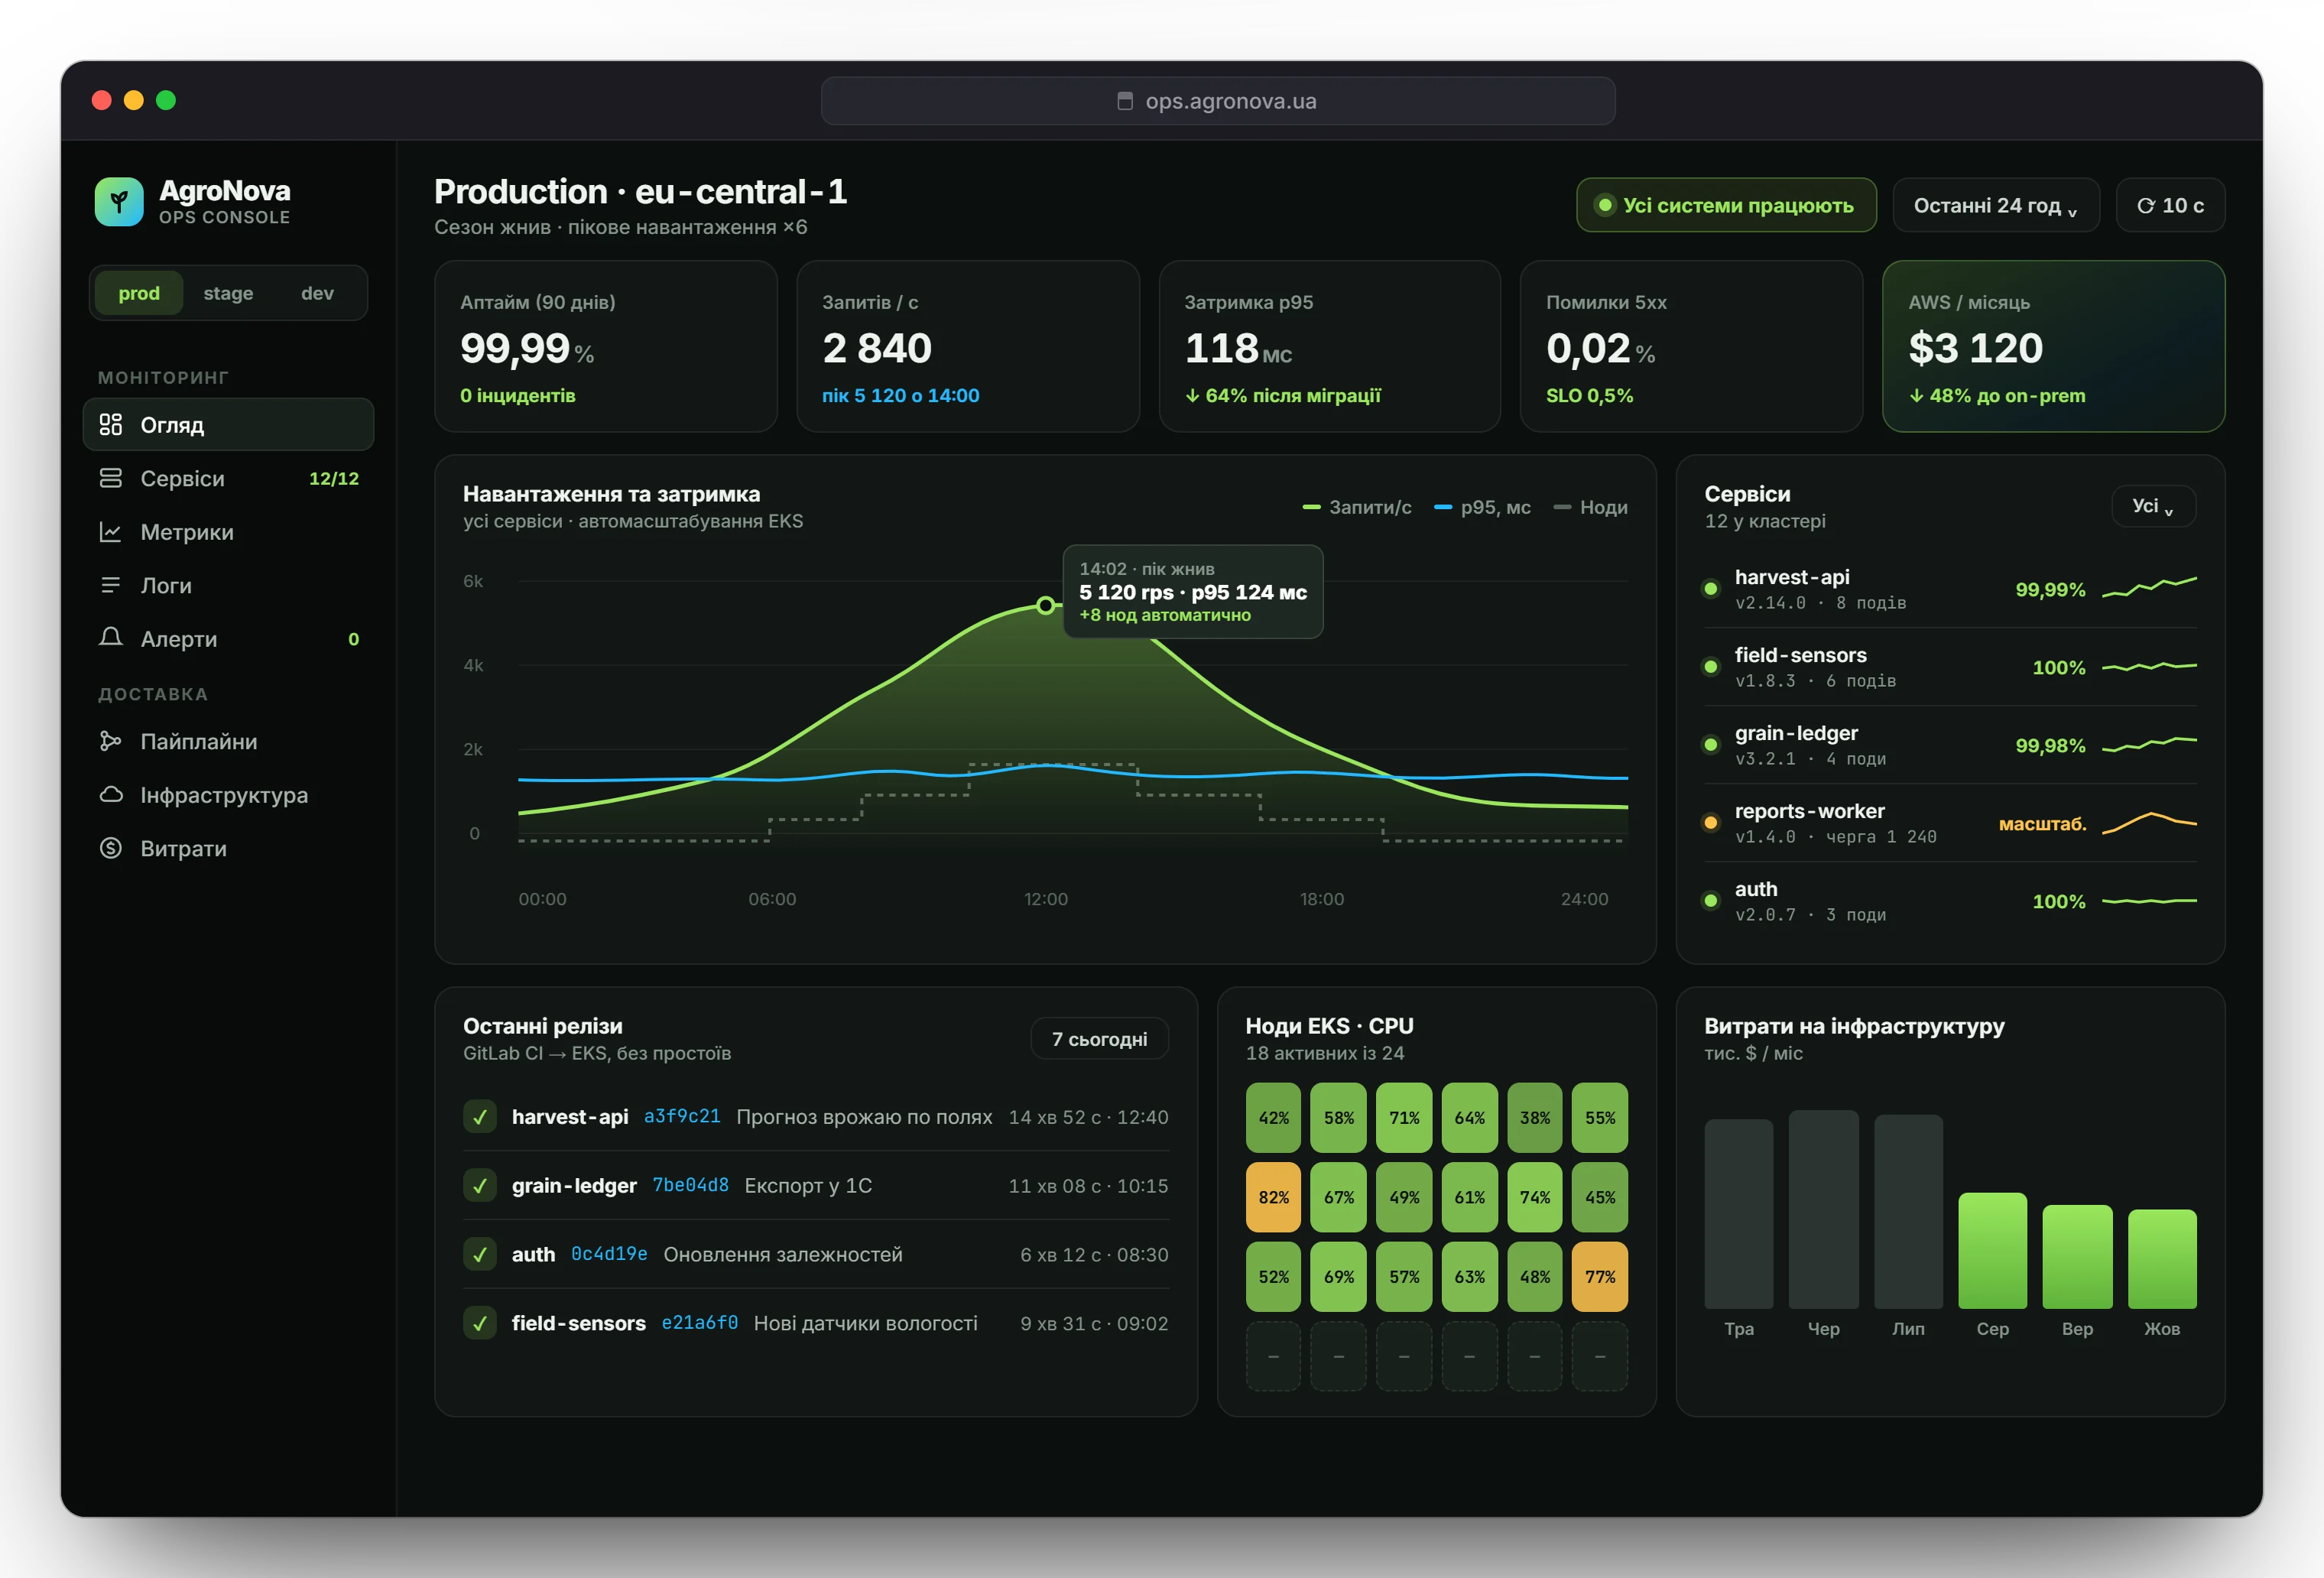 ops.agronova.ua
AgroNova
OPS CONSOLE
prod stage dev
МОНІТОРИНГ
Огляд
Сервіси 12/12
Метрики
Логи
Алерти 0
ДОСТАВКА
Пайплайни
Інфраструктура
Витрати
Production · eu-central-1
Сезон жнив · пікове навантаження ×6
Усі системи працюють
Останні 24 год
10 с
Аптайм (90 днів)
99,99 %
0 інцидентів
Запитів / с
2 840
пік 5 120 о 14:00
Затримка p95
118 мс
↓ 64% після міграції
Помилки 5xx
0,02 %
SLO 0,5%
AWS / місяць
$3 120
↓ 48% до on-prem
Навантаження та затримка
усі сервіси · автомасштабування EKS
Запити/с p95, мс Ноди
14:02 · пік жнив
5 120 rps · p95 124 мс
+8 нод автоматично
6k
4k
2k
0
00:00 06:00 12:00 18:00 24:00
Сервіси
12 у кластері
Усі
harvest-api
v2.14.0 · 8 подів
99,99%
field-sensors
v1.8.3 · 6 подів
100%
grain-ledger
v3.2.1 · 4 поди
99,98%
reports-worker
v1.4.0 · черга 1 240
масштаб.
auth
v2.0.7 · 3 поди
100%
Останні релізи
GitLab CI → EKS, без простоїв
7 сьогодні
harvest-api a3f9c21 Прогноз врожаю по полях 14 хв 52 с · 12:40
grain-ledger 7be04d8 Експорт у 1С 11 хв 08 с · 10:15
auth 0c4d19e Оновлення залежностей 6 хв 12 с · 08:30
field-sensors e21a6f0 Нові датчики вологості 9 хв 31 с · 09:02
Ноди EKS · CPU
18 активних із 24
42% 58% 71% 64% 38% 55%
82% 67% 49% 61% 74% 45%
52% 69% 57% 63% 48% 77%
– – – – – –
Витрати на інфраструктуру
тис. $ / міс
Тра Чер Лип Сер Вер Жов